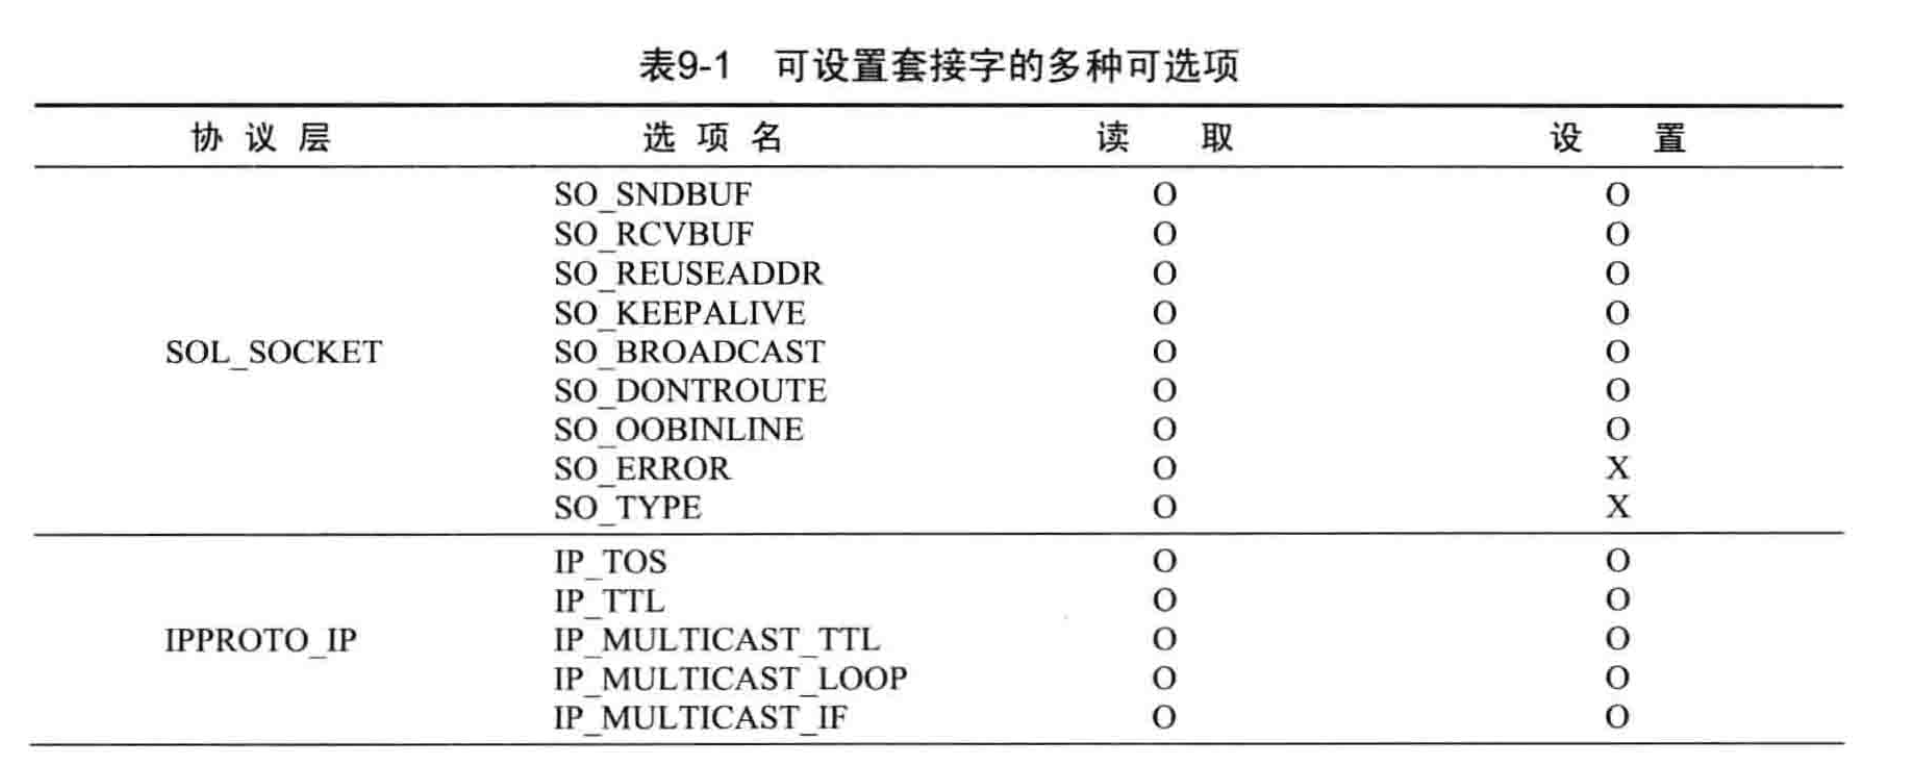 表9-1 可设置套接字的多种可选项
协议层 选项名 读取 设置
SO_SNDBUF O O
SO_RCVBUF O O
SO_REUSEADDR O O
SO_KEEPALIVE O O
SOL_SOCKET SO_BROADCAST O O
SO_DONTROUTE O O
SO_OOBINLINE O O
SO_ERROR O X
SO_TYPE O X
IP_TOS O O
IP_TTL O O
IPPROTO_IP IP_MULTICAST_TTL O O
IP_MULTICAST_LOOP O O
IP_MULTICAST_IF O O